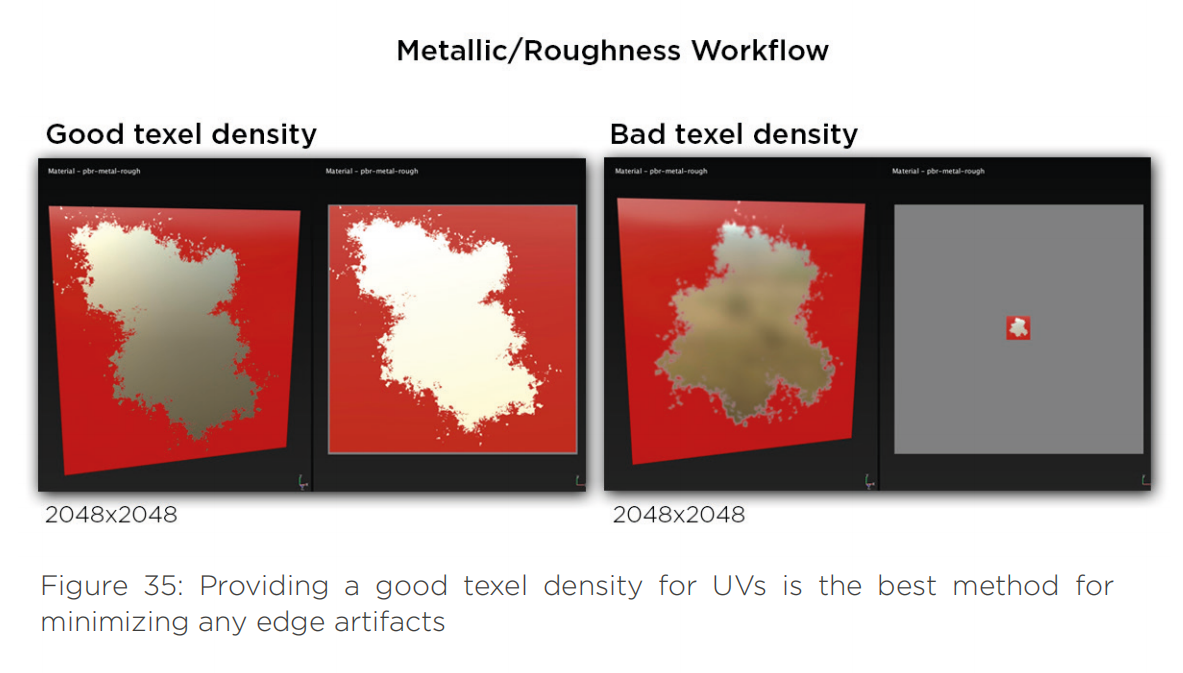 Metallic/Roughness Workflow
Good texel density
Bad texel density
Material - pbr-metal-rough
Material - pbr-metal-rough
Material - pbr-metal-rough
Material - pbr-metal-rough
2048x2048
2048x2048
Figure 35: Providing a good texel density for UVs is the best method for
minimizing any edge artifacts